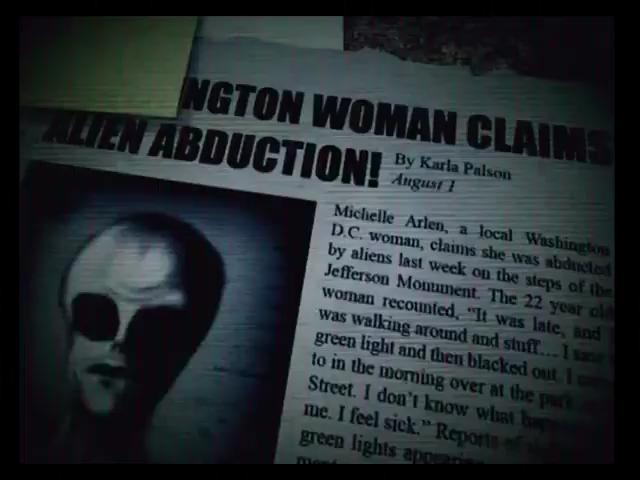 NGTON WOMAN CLAIMS
ALIEN ABDUCTION!
By Karla Palson
August 1
Michelle Arlen, a local Washington
D.C. woman, claims she was abducted
by aliens last week on the steps of the
Jefferson Monument. The 22 year old
woman recounted, "It was late, and I
was walking around and stuff... I saw
green light and then blacked out. I
to in the morning over at the park
Street. I don't know what
me. I feel sick." Reports of
green lights appearing